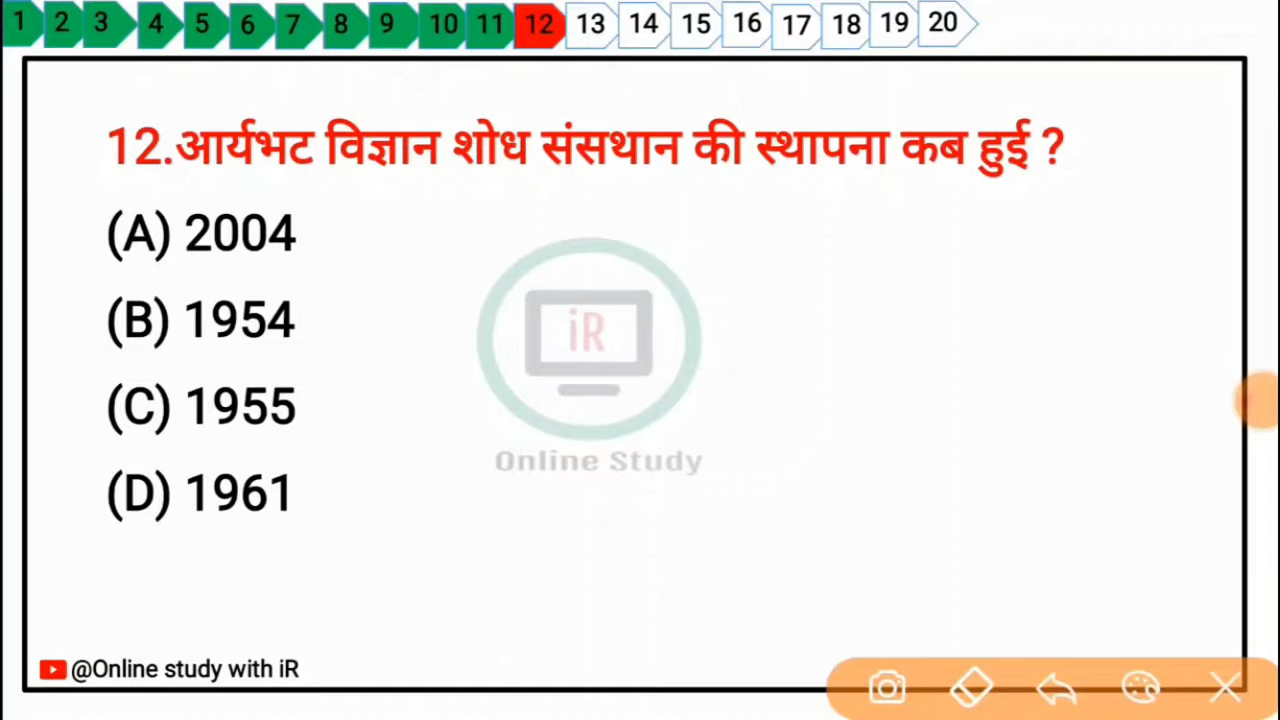 1 2 3 4 5 6 7 8 9 10 11 12 13 14 15 16 17 18 19 20
12.आर्यभट विज्ञान शोध संसथान की स्थापना कब हुई ?
(A) 2004
(B) 1954
(C) 1955
(D) 1961
iR
Online Study
@Online study with iR